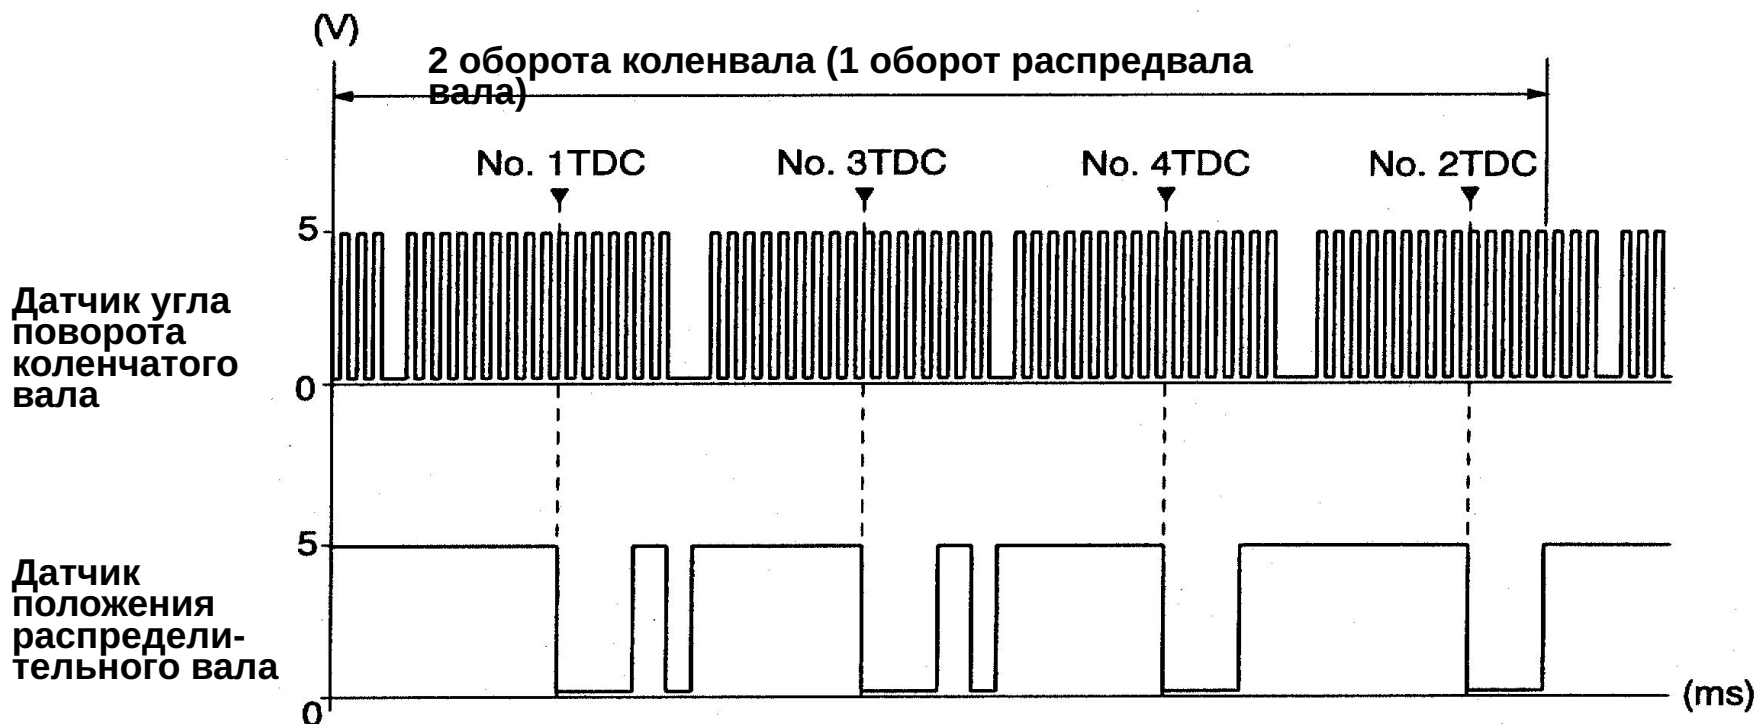 (V)
2 оборота коленвала (1 оборот распредвала
вала)
No. 1TDC
No. 3TDC
No. 4TDC
No. 2TDC
5
Датчик угла
поворота
коленчатого
вала
0
5
Датчик
положения
распредели-
тельного вала
0
(ms)